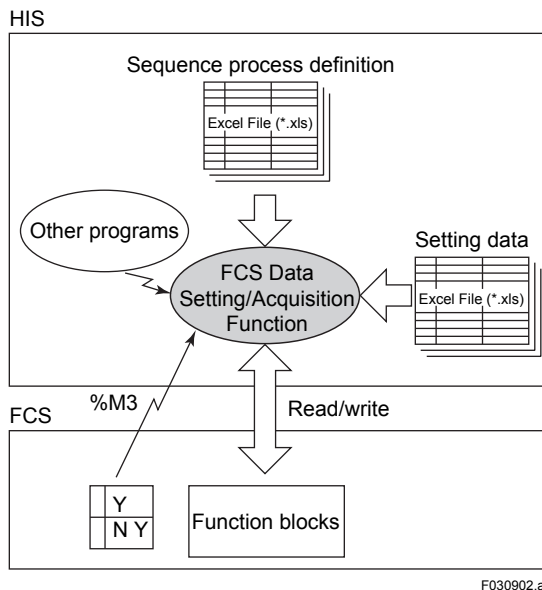 HIS
Sequence process definition
Excel File (*.xls)
Other programs
Setting data
FCS Data
Setting/Acquisition
Function
Excel File (*.xls)
%M3
Read/write
FCS
Y
N Y
Function blocks